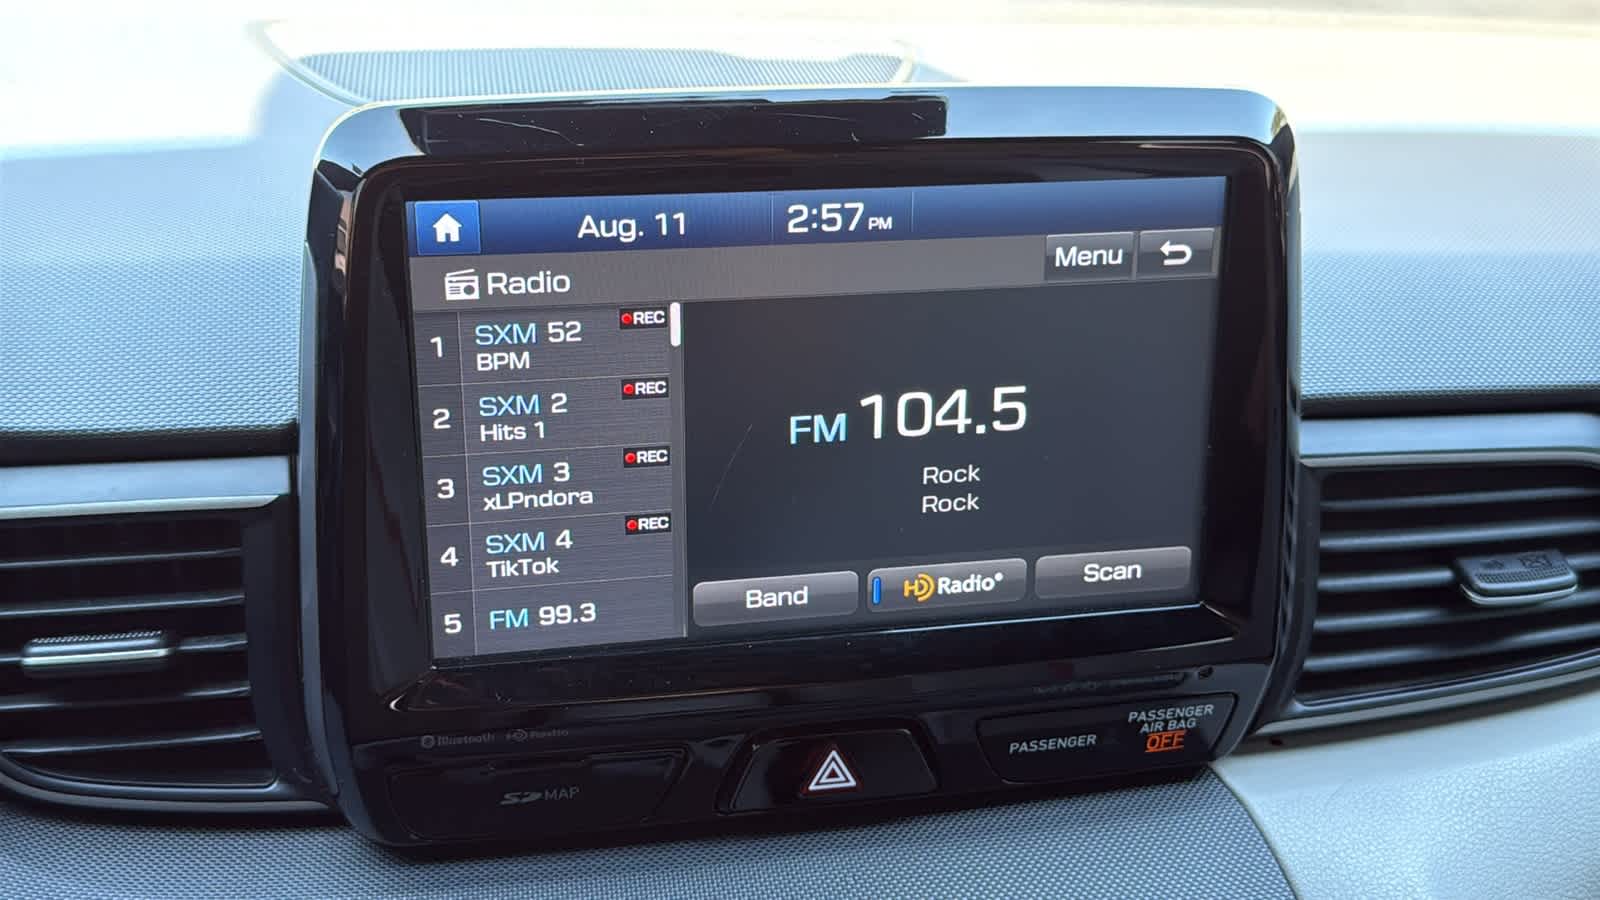 Aug. 11
2:57 PM
Radio
Menu
1
SXM 52
REC
BPM
2
SXM 2
REC
Hits 1
3
SXM 3
REC
xLPndora
4
SXM 4
REC
TikTok
5
FM 99.3
FM 104.5
Rock
Rock
Band
HD Radio®
Scan
Bluetooth HD Radio
SD MAP
PASSENGER
PASSENGER
AIR BAG
OFF